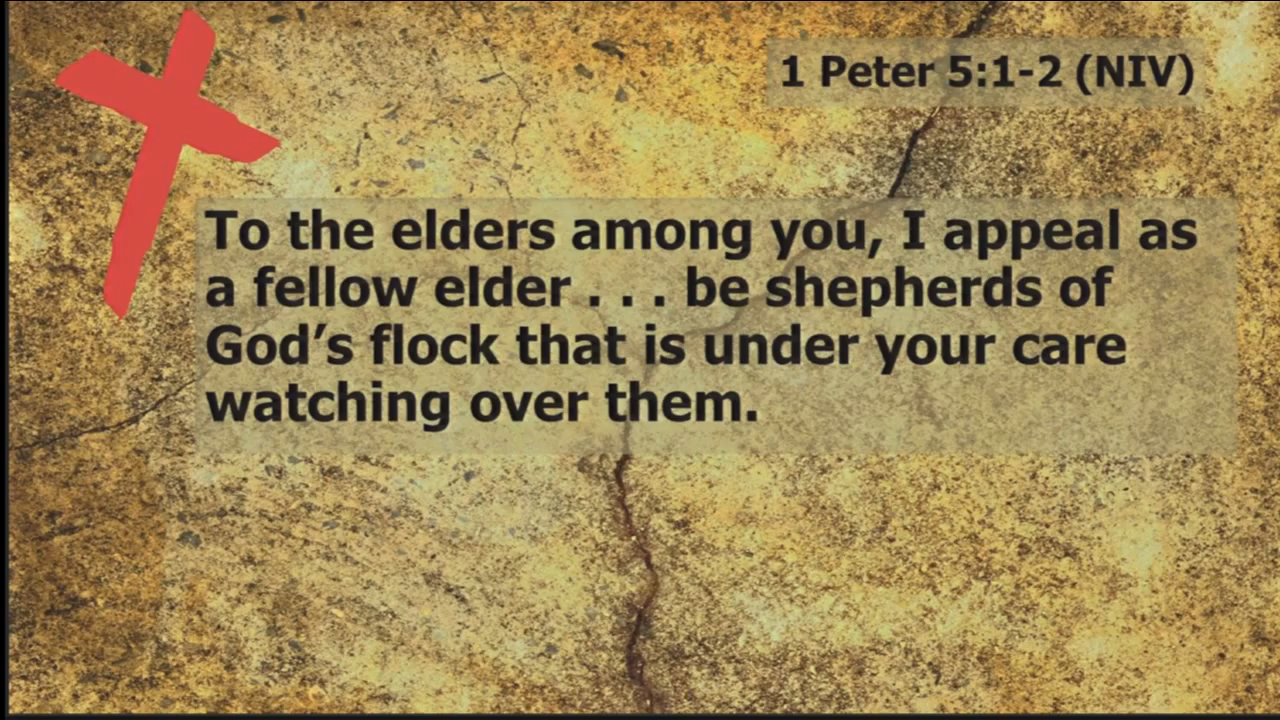 1 Peter 5:1-2 (NIV)
To the elders among you, I appeal as
a fellow elder . . . be shepherds of
God’s flock that is under your care
watching over them.